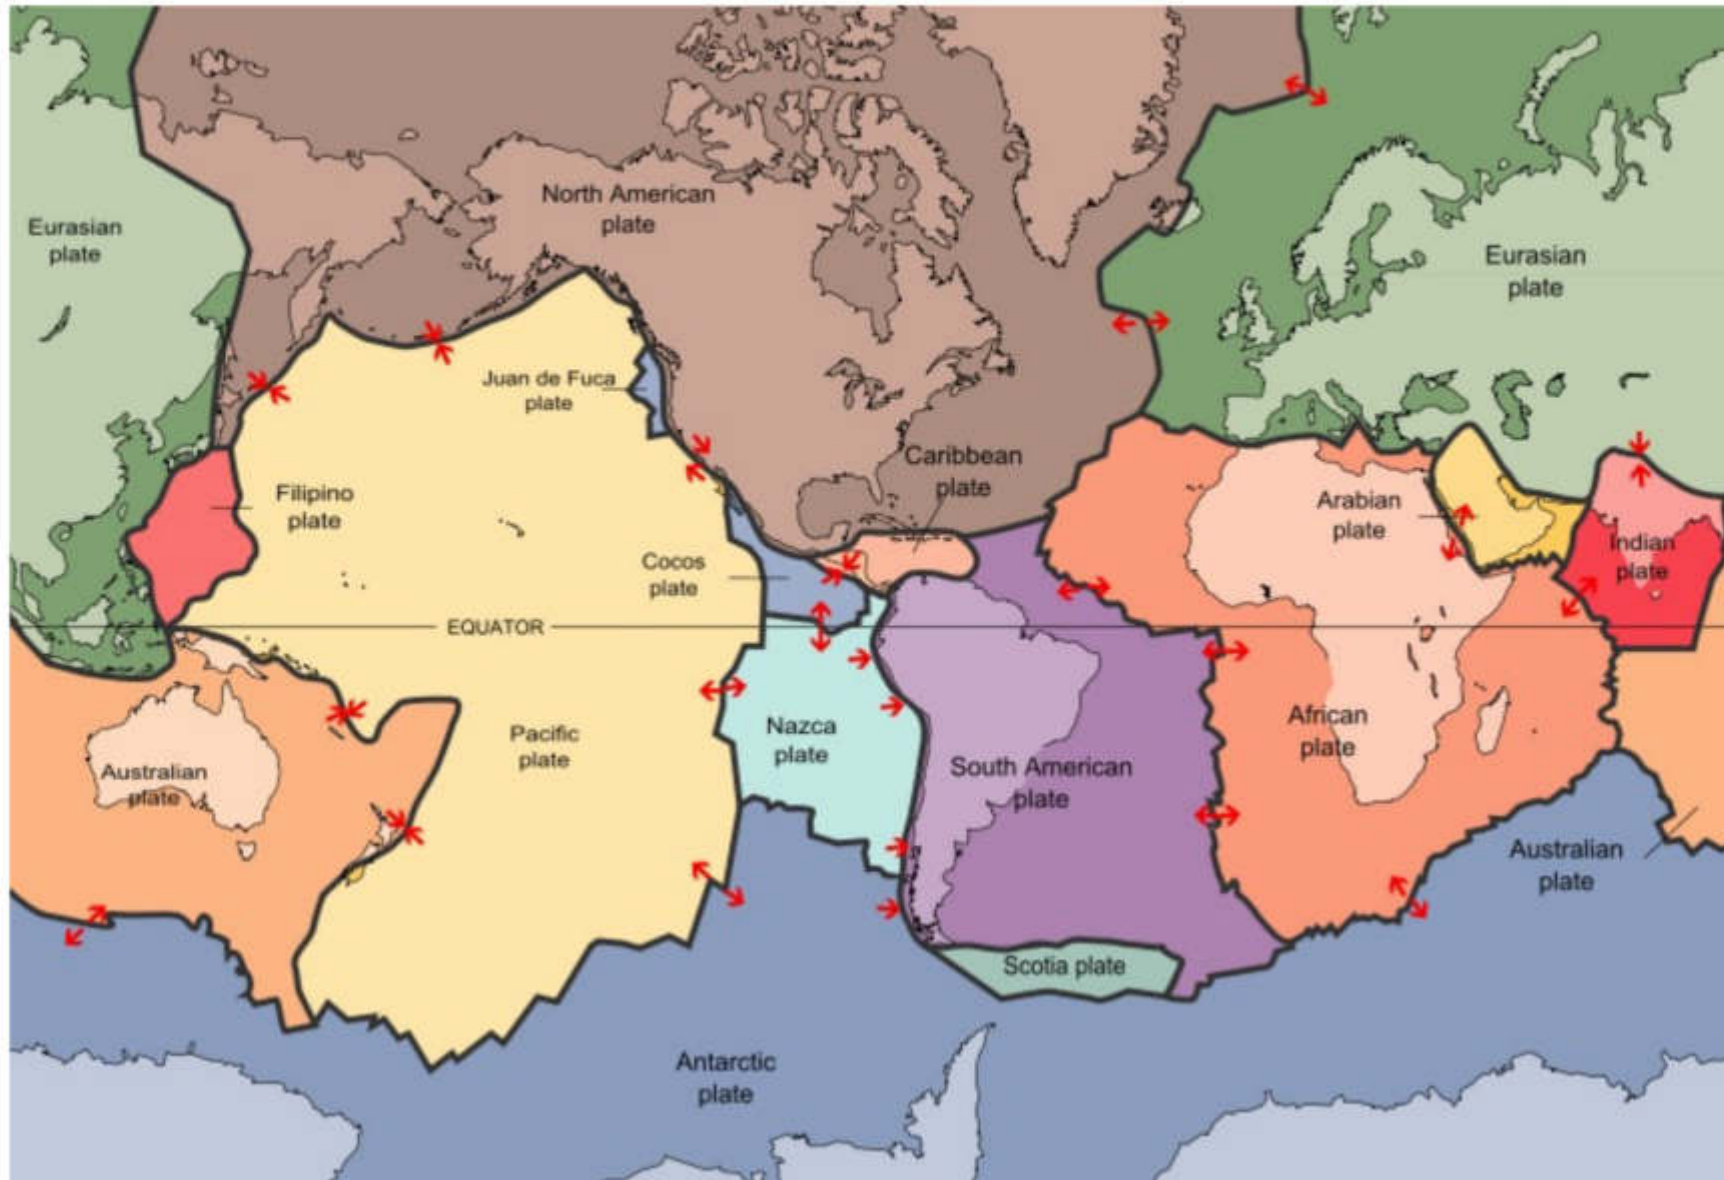 North American
plate
Eurasian
plate
Eurasian
plate
Juan de Fuca
plate
Caribbean
plate
Filipino
plate
Arabian
plate
Indian
plate
Cocos
plate
EQUATOR
Pacific
plate
Nazca
plate
African
plate
Australian
plate
South American
plate
Australian
plate
Scotia plate
Antarctic
plate